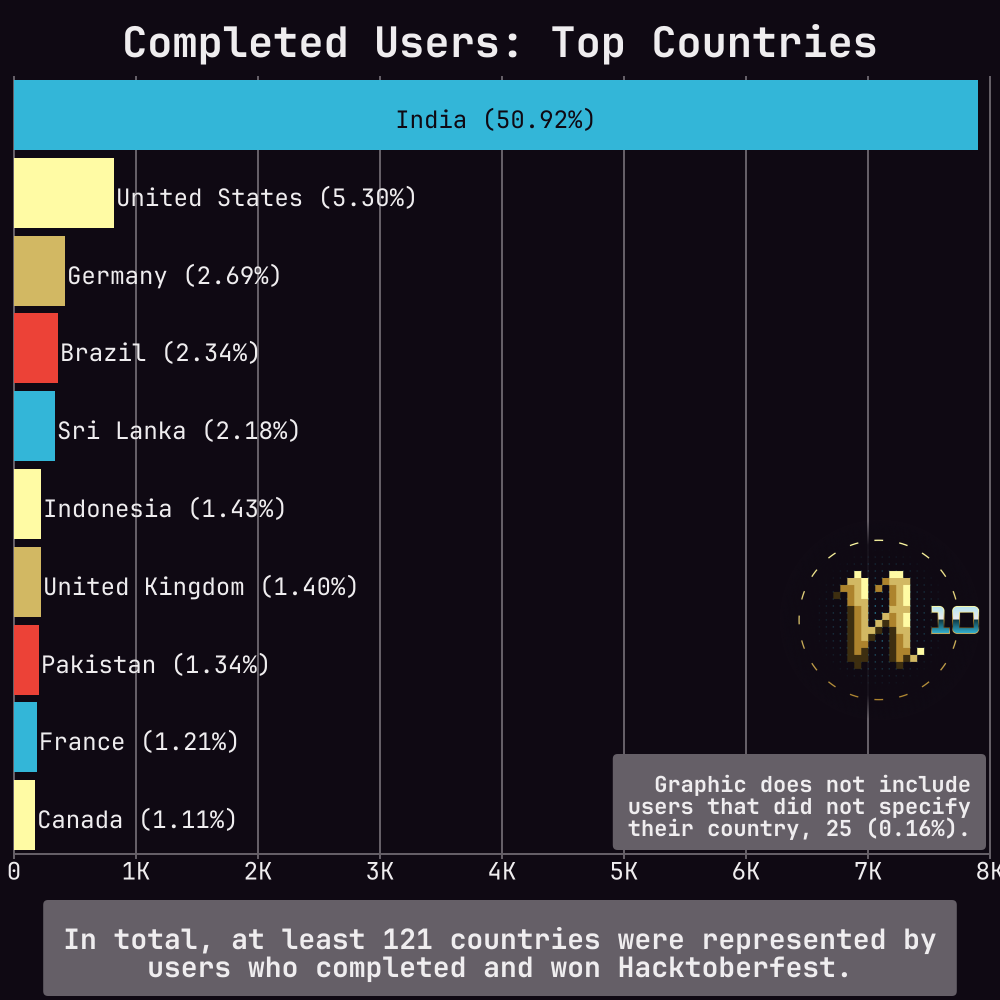 Completed Users: Top Countries
India (50.92%)
United States (5.30%)
Germany (2.69%)
Brazil (2.34%)
Sri Lanka (2.18%)
Indonesia (1.43%)
United Kingdom (1.40%)
Pakistan (1.34%)
France (1.21%)
Canada (1.11%)
H
10
Graphic does not include
users that did not specify
their country, 25 (0.16%).
0 1K 2K 3K 4K 5K 6K 7K 8K
In total, at least 121 countries were represented by
users who completed and won Hacktoberfest.